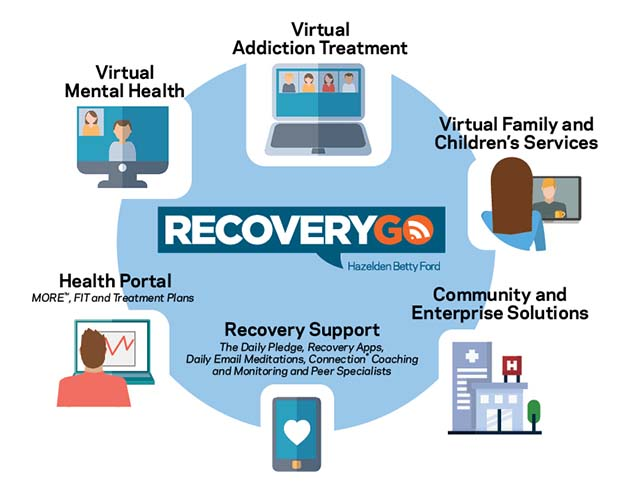 Virtual
Addiction Treatment
Virtual
Mental Health
Virtual Family and
Children's Services
RECOVERYGO
Hazelden Betty Ford
Health Portal
MORE™, FIT and Treatment Plans
Community and
Enterprise Solutions
Recovery Support
The Daily Pledge, Recovery Apps,
Daily Email Meditations, Connection® Coaching
and Monitoring and Peer Specialists
H